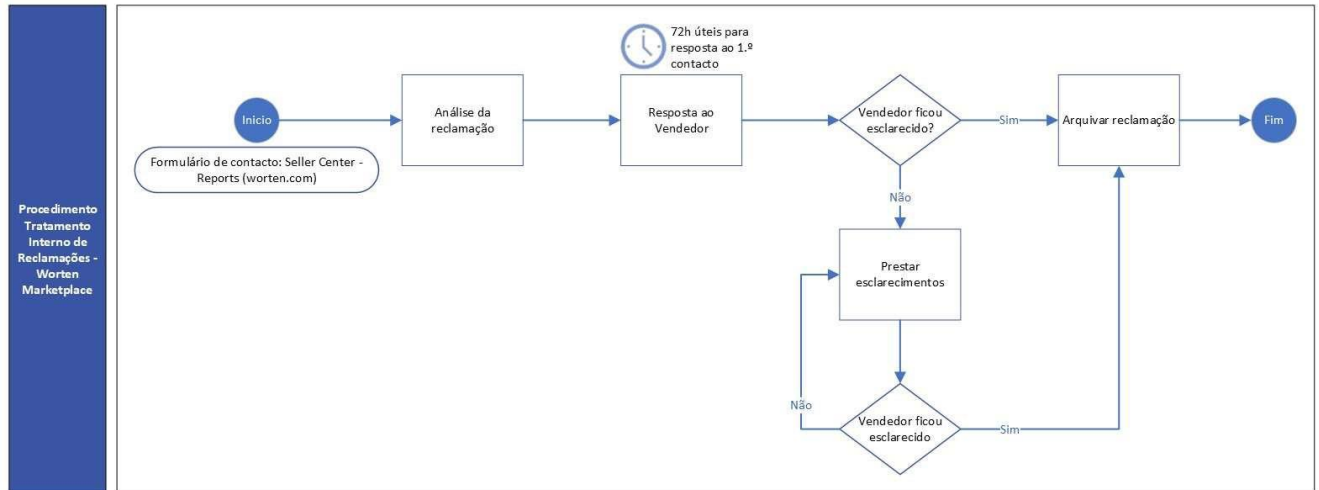 Procedimento
Tratamento
Interno de
Reclamações -
Worten
Marketplace
Inicio
Formulário de contacto: Seller Center -
Reports (worten.com)
Análise da
reclamação
72h úteis para
resposta ao 1.º
contacto
Resposta ao
Vendedor
Vendedor ficou
esclarecido?
Sim
Arquivar reclamação
Fim
Não
Prestar
esclarecimentos
Não
Vendedor ficou
esclarecido
Sim